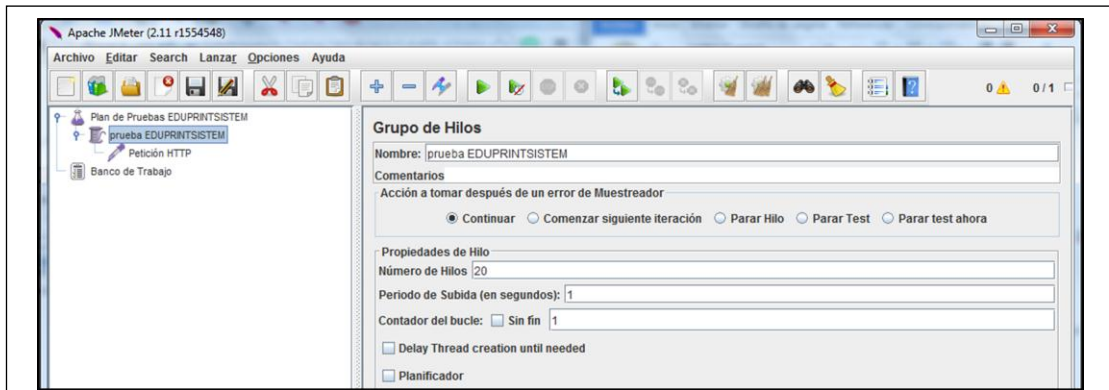 Apache JMeter (2.11 r1554548)
Archivo Editar Search Lanzar Opciones Ayuda
0 0 / 1
Plan de Pruebas EDUPRINTSISTEM
prueba EDUPRINTSISTEM
Petición HTTP
Banco de Trabajo
Grupo de Hilos
Nombre: prueba EDUPRINTSISTEM
Comentarios
Acción a tomar después de un error de Muestreador
Continuar Comenzar siguiente iteración Parar Hilo Parar Test Parar test ahora
Propiedades de Hilo
Número de Hilos 20
Periodo de Subida (en segundos): 1
Contador del bucle: Sin fin 1
Delay Thread creation until needed
Planificador